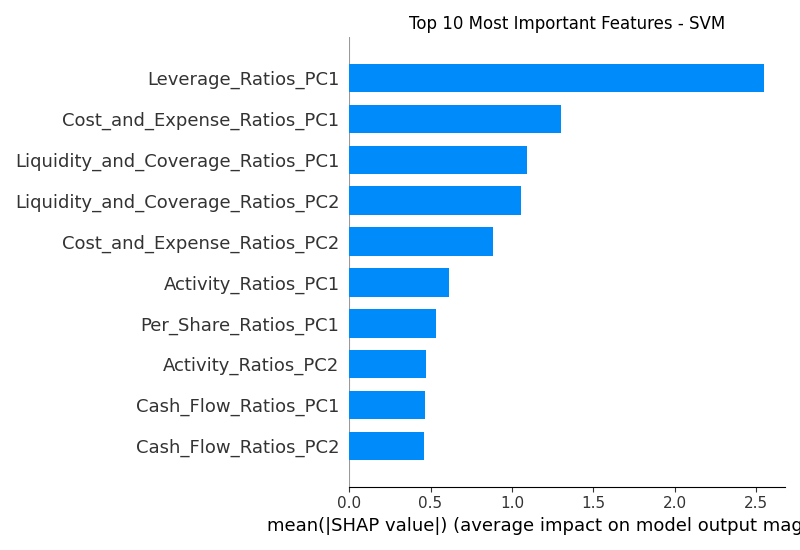 Top 10 Most Important Features - SVM
Leverage_Ratios_PC1
Cost_and_Expense_Ratios_PC1
Liquidity_and_Coverage_Ratios_PC1
Liquidity_and_Coverage_Ratios_PC2
Cost_and_Expense_Ratios_PC2
Activity_Ratios_PC1
Per_Share_Ratios_PC1
Activity_Ratios_PC2
Cash_Flow_Ratios_PC1
Cash_Flow_Ratios_PC2
0.0 0.5 1.0 1.5 2.0 2.5
mean(|SHAP value|) (average impact on model output mag